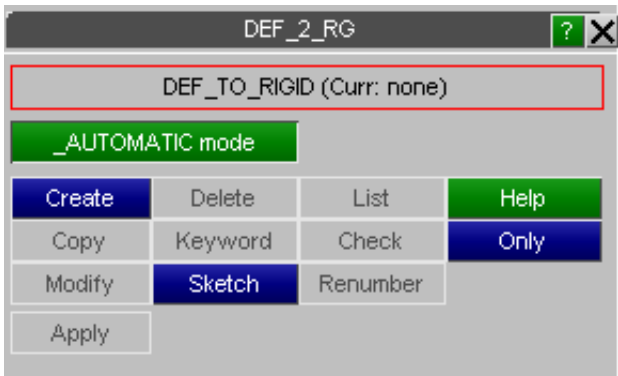 DEF_2_RG ? X
DEF_TO_RIGID (Curr: none)
_AUTOMATIC mode
Create Delete List Help
Copy Keyword Check Only
Modify Sketch Renumber
Apply